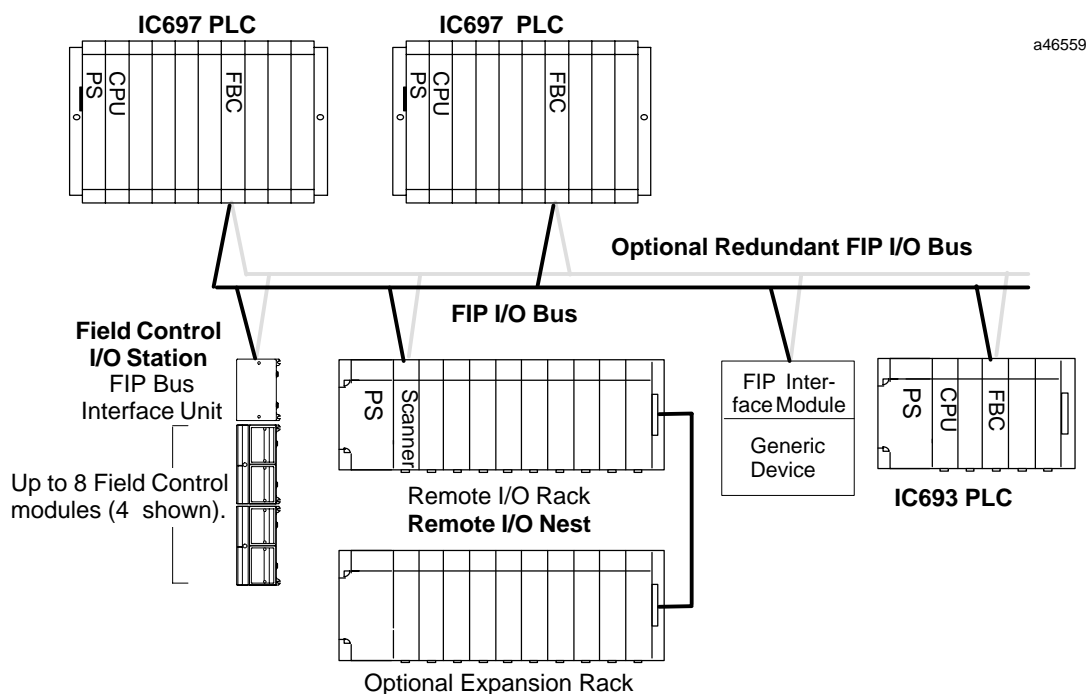 IC697 PLC
IC697 PLC
a46559
PS
CPU
FBC
PS
CPU
FBC
Optional Redundant FIP I/O Bus
FIP I/O Bus
Field Control
I/O Station
FIP Bus
Interface Unit
Up to 8 Field Control
modules (4 shown).
PS
Scanner
Remote I/O Rack
Remote I/O Nest
Optional Expansion Rack
FIP Inter-
face Module
Generic
Device
PS
CPU
FBC
IC693 PLC